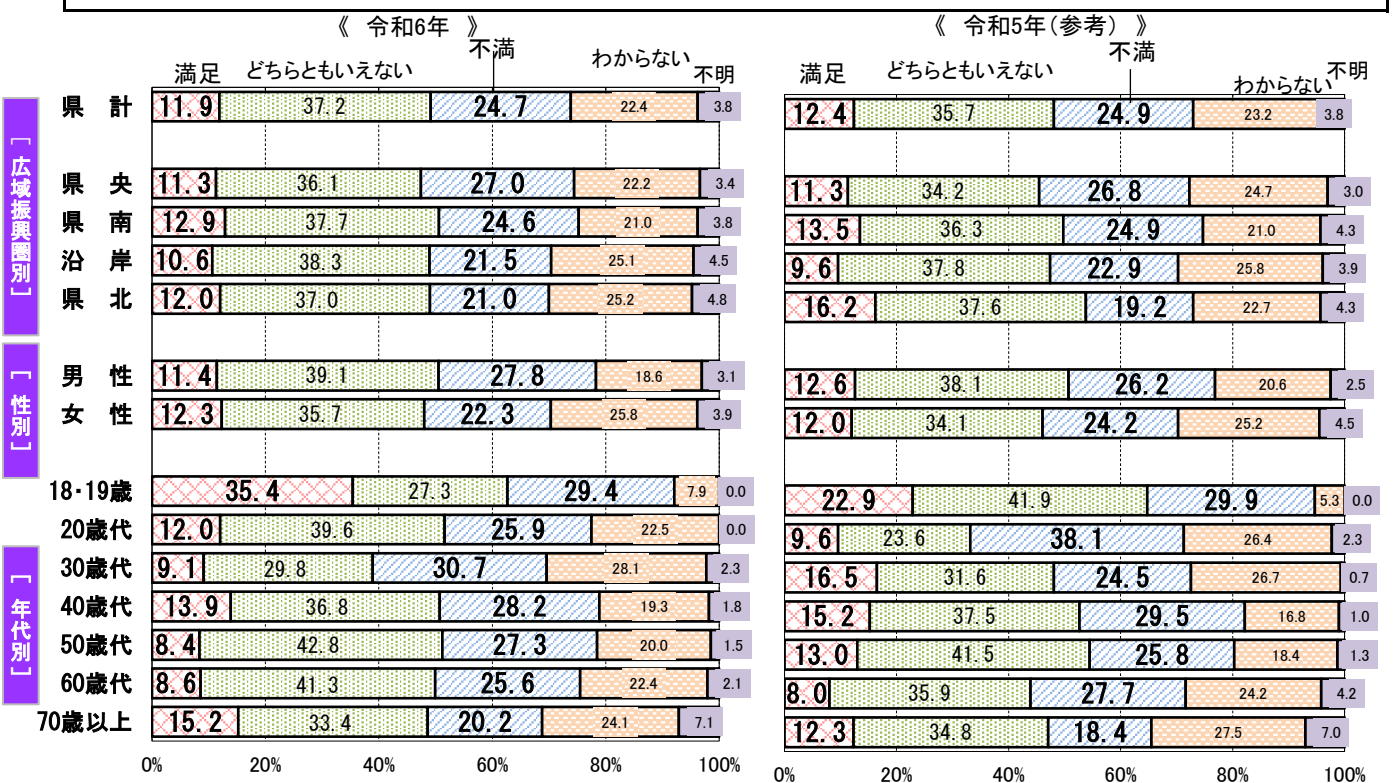 《 令和6年 》
満足 どちらともいえない 不満 わからない 不明
[ 広域振興圏別 ]
県 計 11.9 37.2 24.7 22.4 3.8
県 央 11.3 36.1 27.0 22.2 3.4
県 南 12.9 37.7 24.6 21.0 3.8
沿 岸 10.6 38.3 21.5 25.1 4.5
県 北 12.0 37.0 21.0 25.2 4.8
[ 性別 ]
男 性 11.4 39.1 27.8 18.6 3.1
女 性 12.3 35.7 22.3 25.8 3.9
[ 年代別 ]
18・19歳 35.4 27.3 29.4 7.9 0.0
20歳代 12.0 39.6 25.9 22.5 0.0
30歳代 9.1 29.8 30.7 28.1 2.3
40歳代 13.9 36.8 28.2 19.3 1.8
50歳代 8.4 42.8 27.3 20.0 1.5
60歳代 8.6 41.3 25.6 22.4 2.1
70歳以上 15.2 33.4 20.2 24.1 7.1
0% 20% 40% 60% 80% 100%
《 令和5年(参考) 》
満足 どちらともいえない 不満 わからない 不明
12.4 35.7 24.9 23.2 3.8
11.3 34.2 26.8 24.7 3.0
13.5 36.3 24.9 21.0 4.3
9.6 37.8 22.9 25.8 3.9
16.2 37.6 19.2 22.7 4.3
12.6 38.1 26.2 20.6 2.5
12.0 34.1 24.2 25.2 4.5
22.9 41.9 29.9 5.3 0.0
9.6 23.6 38.1 26.4 2.3
16.5 31.6 24.5 26.7 0.7
15.2 37.5 29.5 16.8 1.0
13.0 41.5 25.8 18.4 1.3
8.0 35.9 27.7 24.2 4.2
12.3 34.8 18.4 27.5 7.0
0% 20% 40% 60% 80% 100%